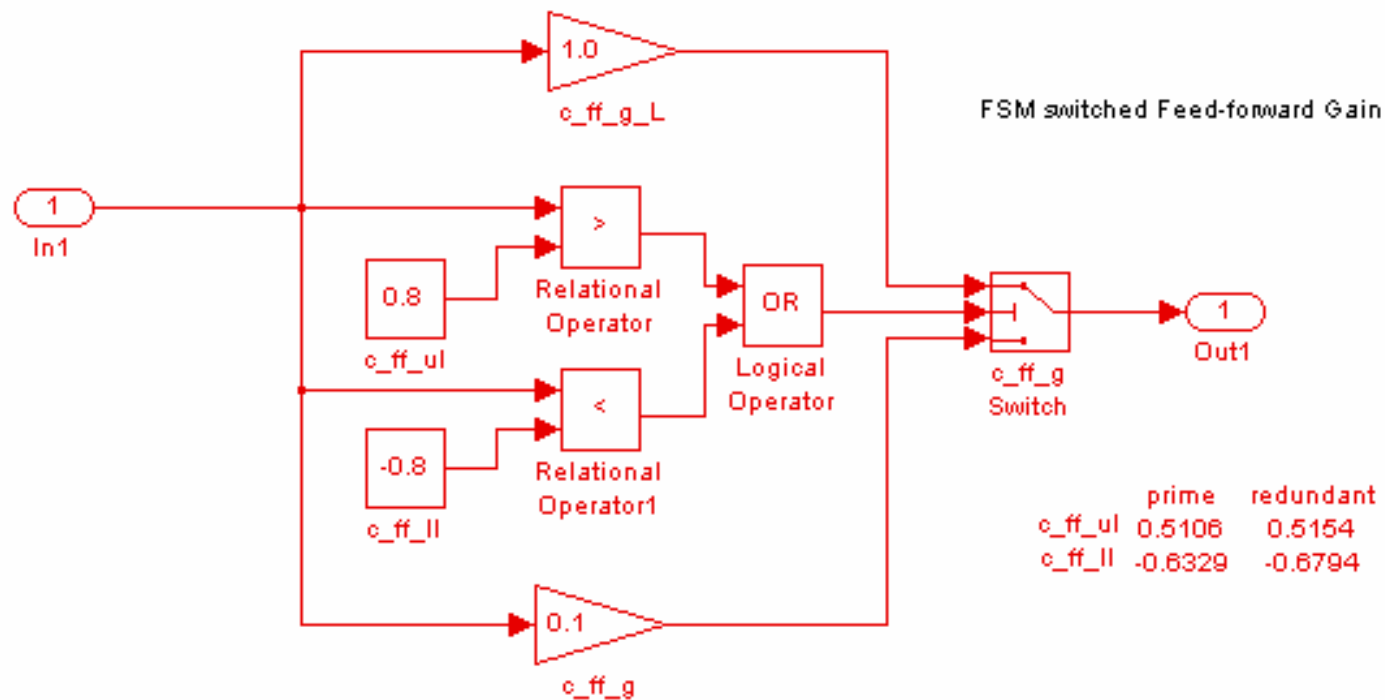 1.0
c_ff_g_L
FSM switched Feed-forward Gain
1
In1
>
0.8
c_ff_ul
Relational
Operator
OR
Logical
Operator
1
Out1
c_ff_g
Switch
<
-0.8
c_ff_ll
Relational
Operator1
prime redundant
c_ff_ul 0.5106 0.5154
c_ff_ll -0.6329 -0.6794
0.1
c_ff_g